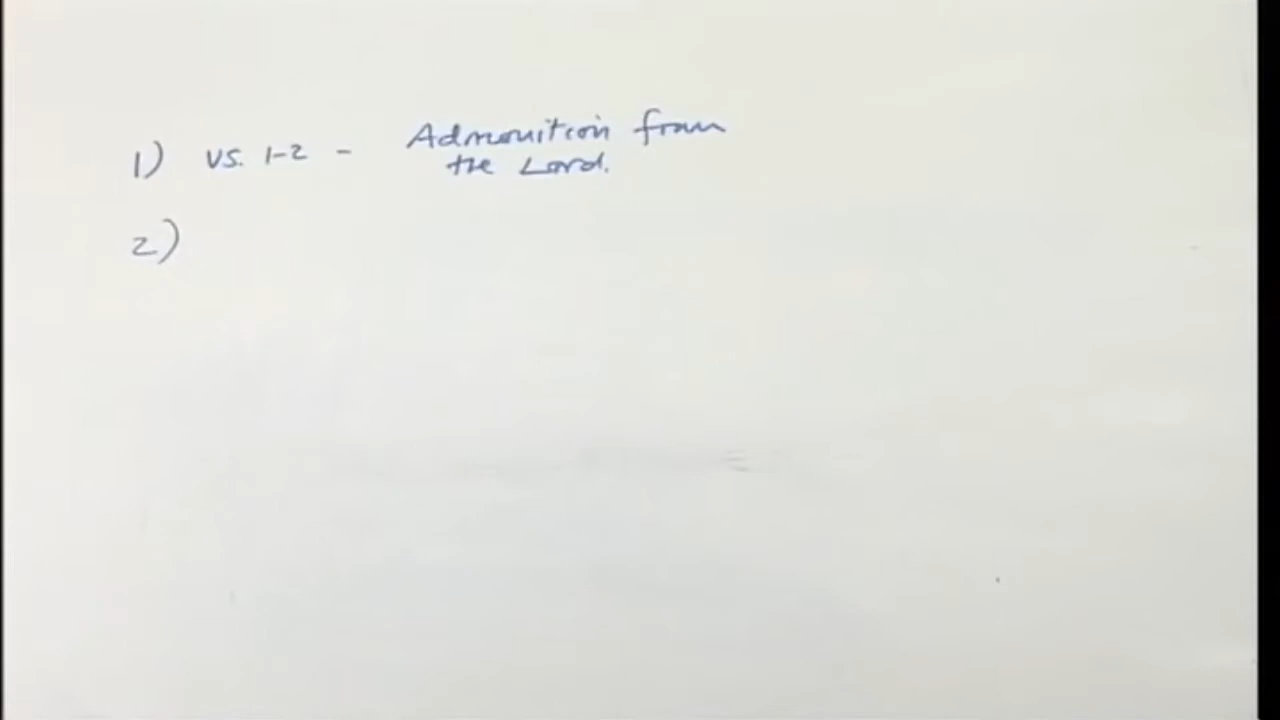 1) vs. 1-2 - Admonition from
the Lord.
2)